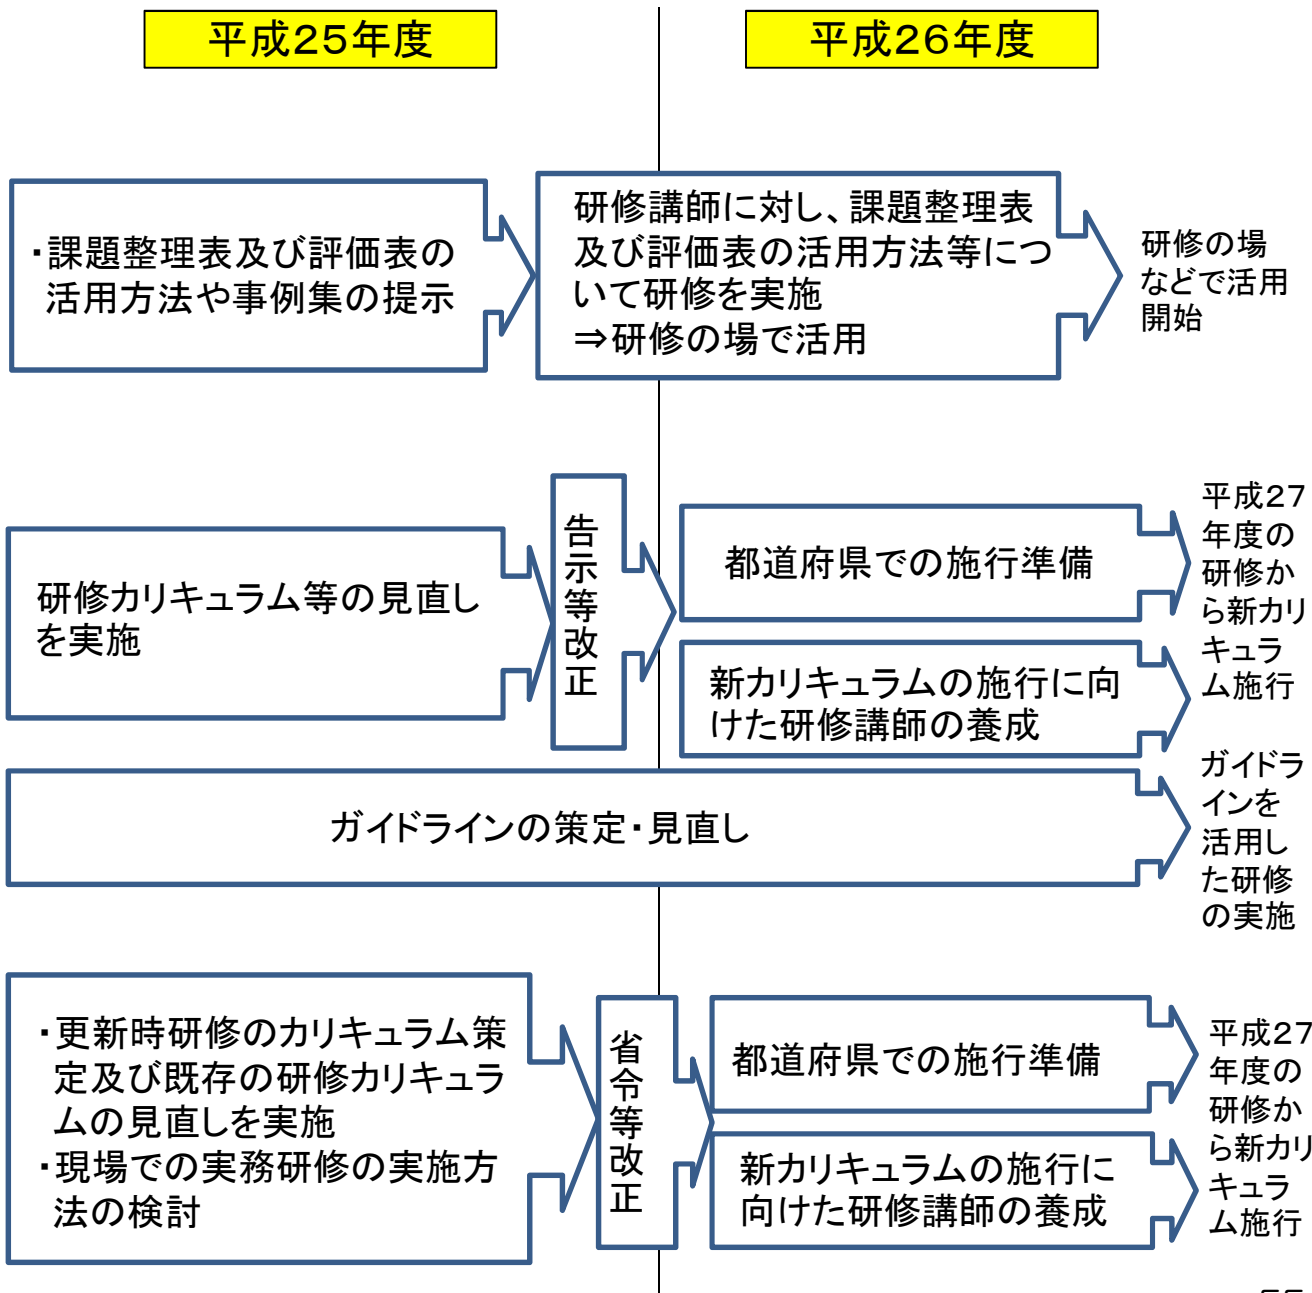 平成25年度
平成26年度
・課題整理表及び評価表の
活用方法や事例集の提示
研修講師に対し、課題整理表
及び評価表の活用方法等につ
いて研修を実施
⇒研修の場で活用
研修の場
などで活用
開始
研修カリキュラム等の見直し
を実施
告示等改正
都道府県での施行準備
新カリキュラムの施行に向
けた研修講師の養成
平成27
年度の
研修か
ら新カリ
キュラ
ム施行
ガイドラインの策定・見直し
ガイドラ
インを
活用し
た研修
の実施
・更新時研修のカリキュラム策
定及び既存の研修カリキュラ
ムの見直しを実施
・現場での実務研修の実施方
法の検討
省令等改正
都道府県での施行準備
新カリキュラムの施行に
向けた研修講師の養成
平成27
年度の
研修か
ら新カリ
キュラ
ム施行